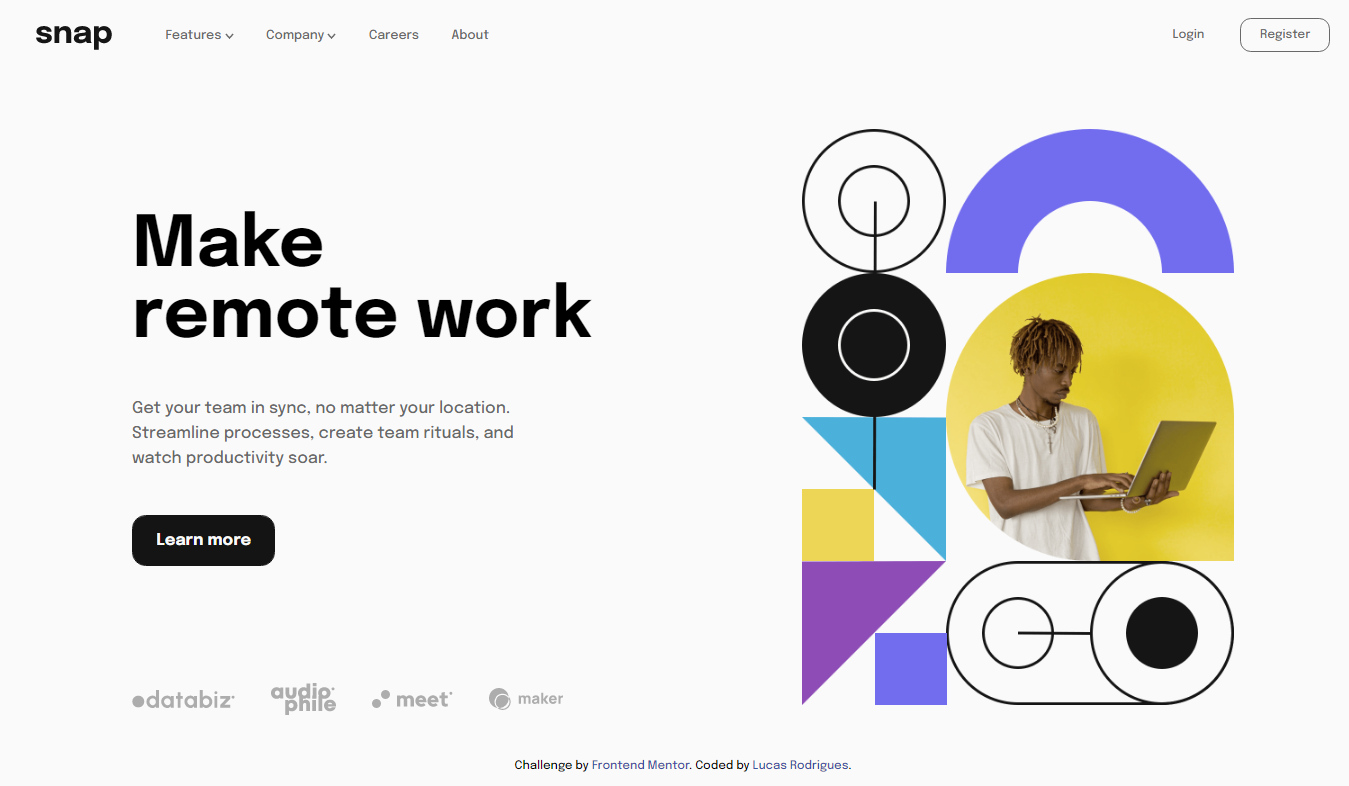 snap
Features
Company
Careers
About
Login
Register
Make
remote work
Get your team in sync, no matter your location.
Streamline processes, create team rituals, and
watch productivity soar.
Learn more
databiz
audiophile
meet
maker
Challenge by Frontend Mentor. Coded by Lucas Rodrigues.